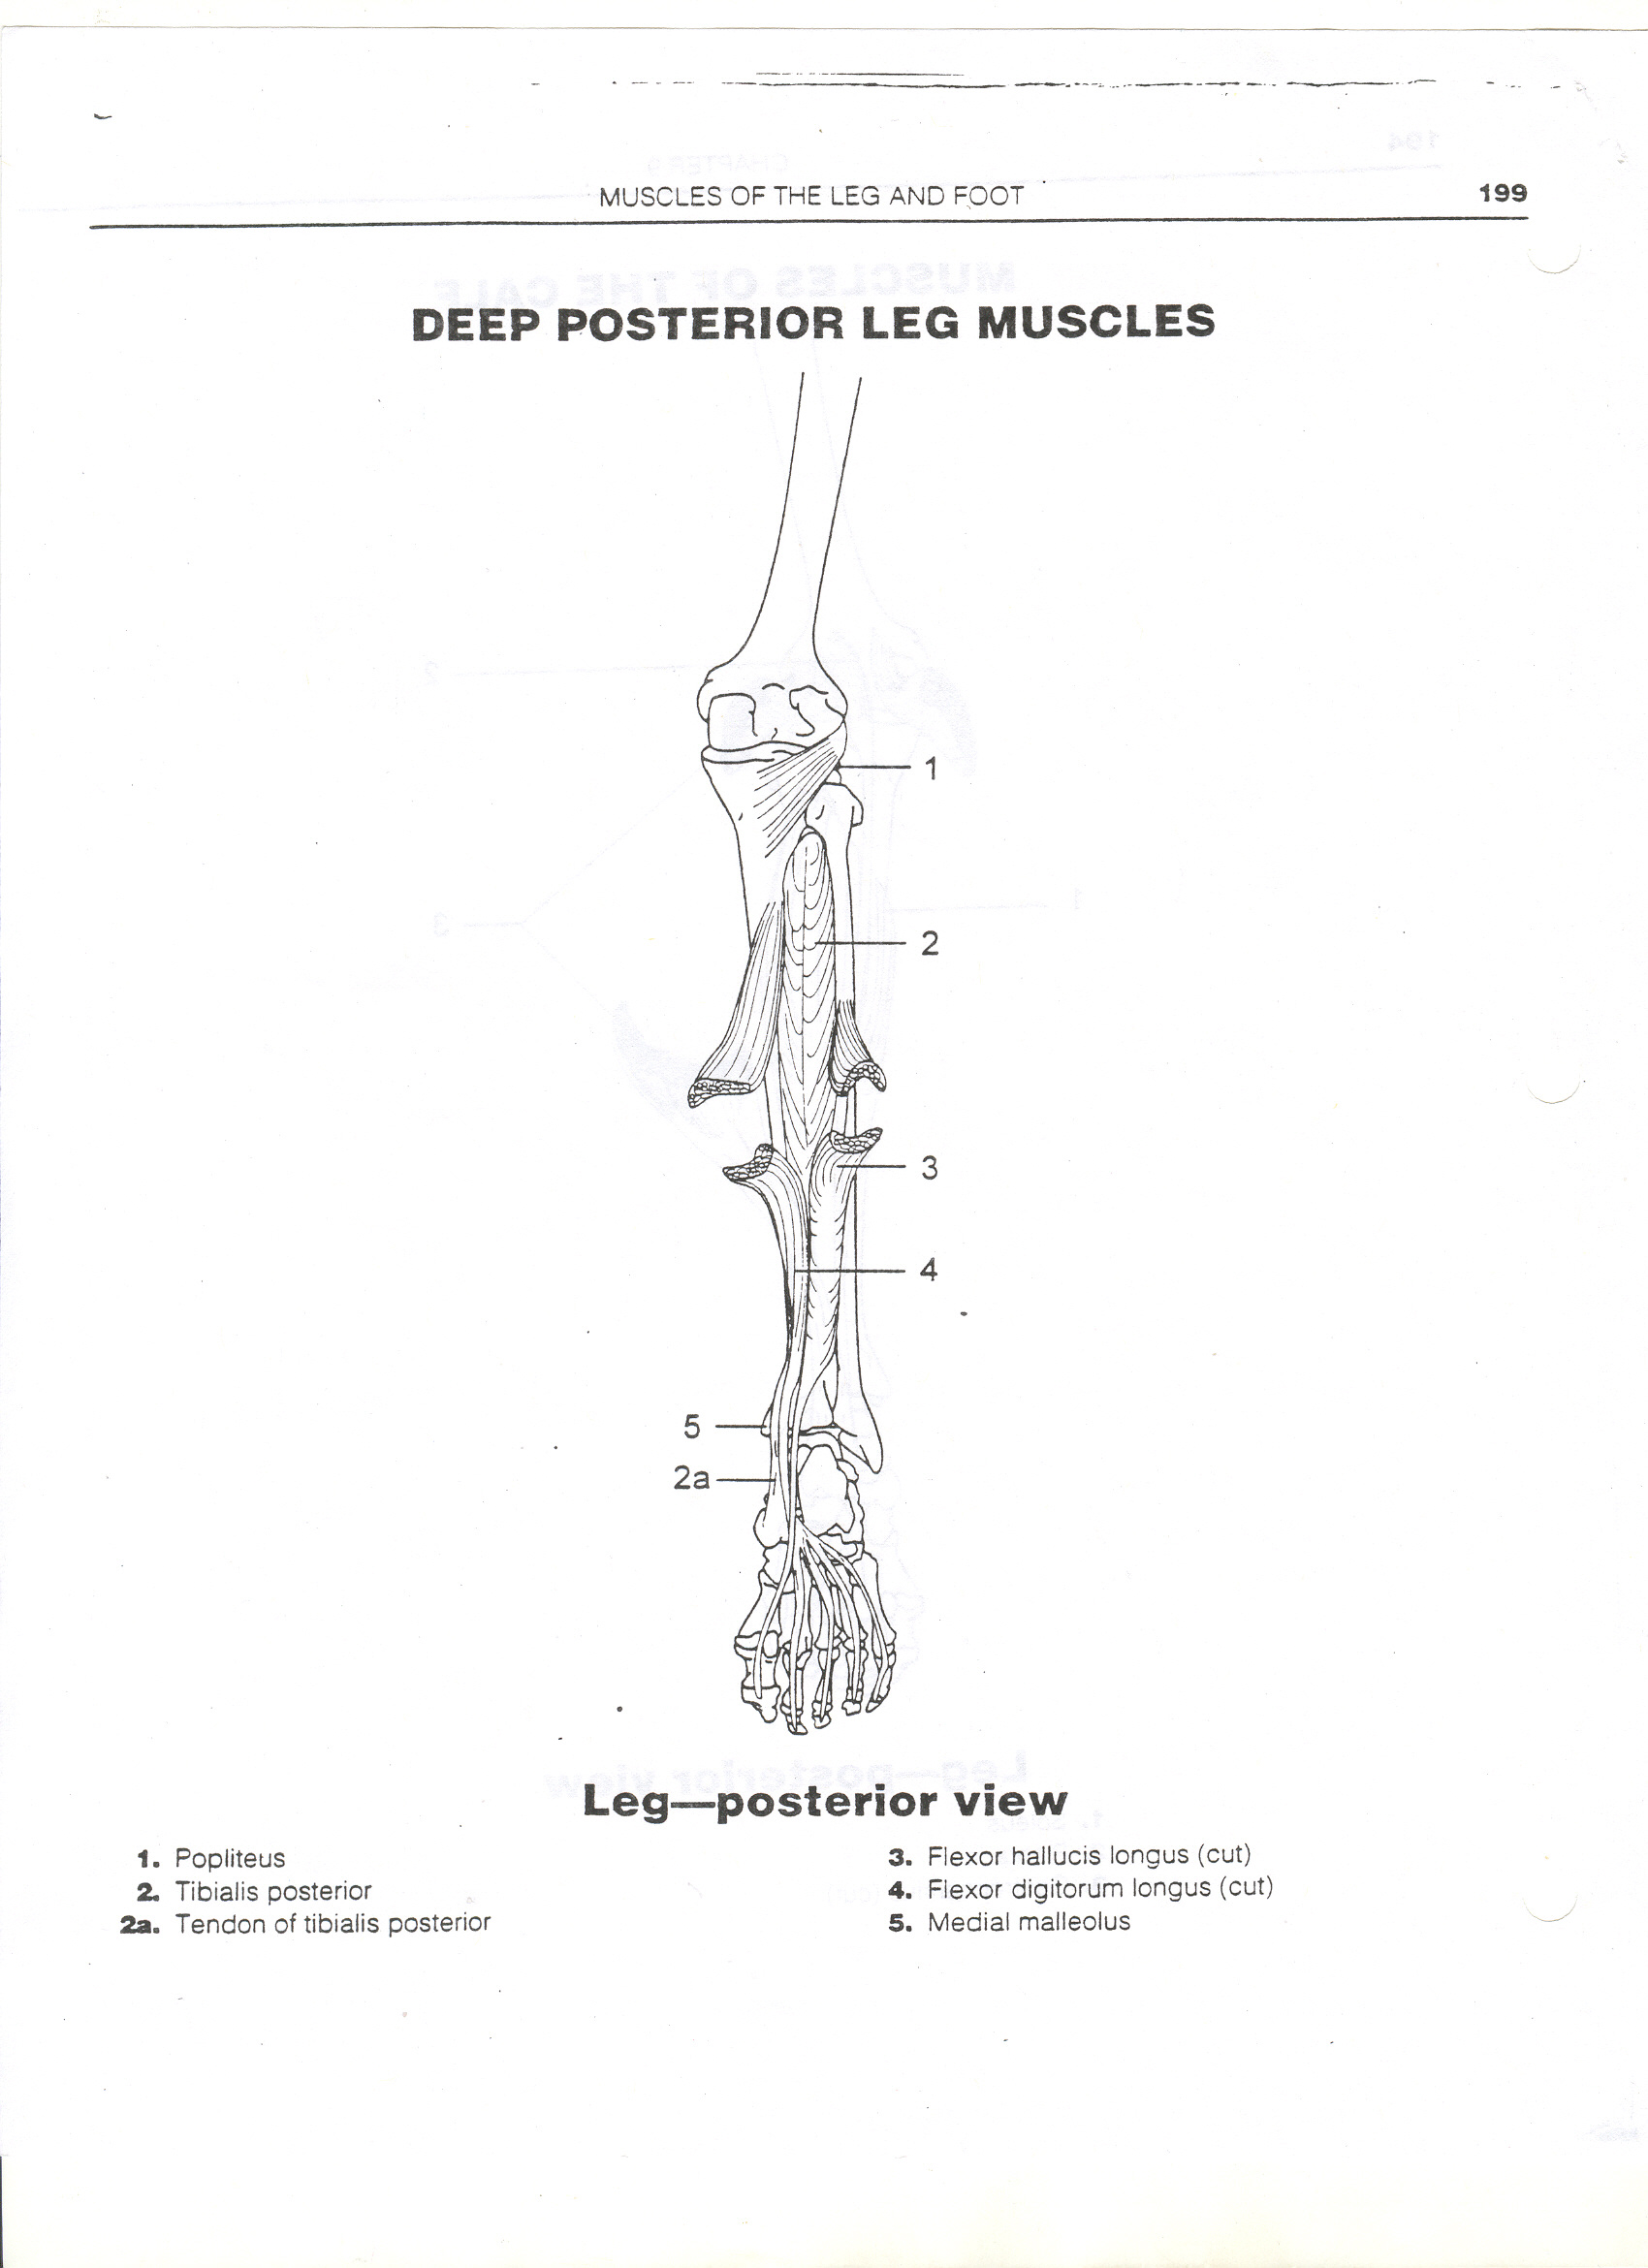 MUSCLES OF THE LEG AND FOOT 199
DEEP POSTERIOR LEG MUSCLES
1
2
3
4
5
2a
Leg—posterior view
1. Popliteus
2. Tibialis posterior
2a. Tendon of tibialis posterior
3. Flexor hallucis longus (cut)
4. Flexor digitorum longus (cut)
5. Medial malleolus